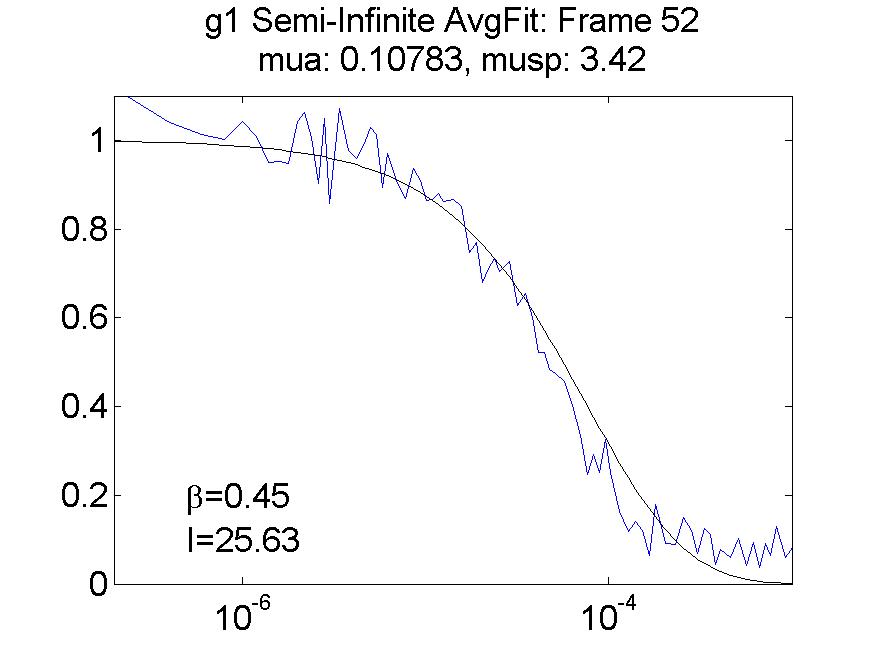 g1 Semi-Infinite AvgFit: Frame 52
mua: 0.10783, musp: 3.42
1
0.8
0.6
0.4
0.2
0
β=0.45
I=25.63
10^-6
10^-4